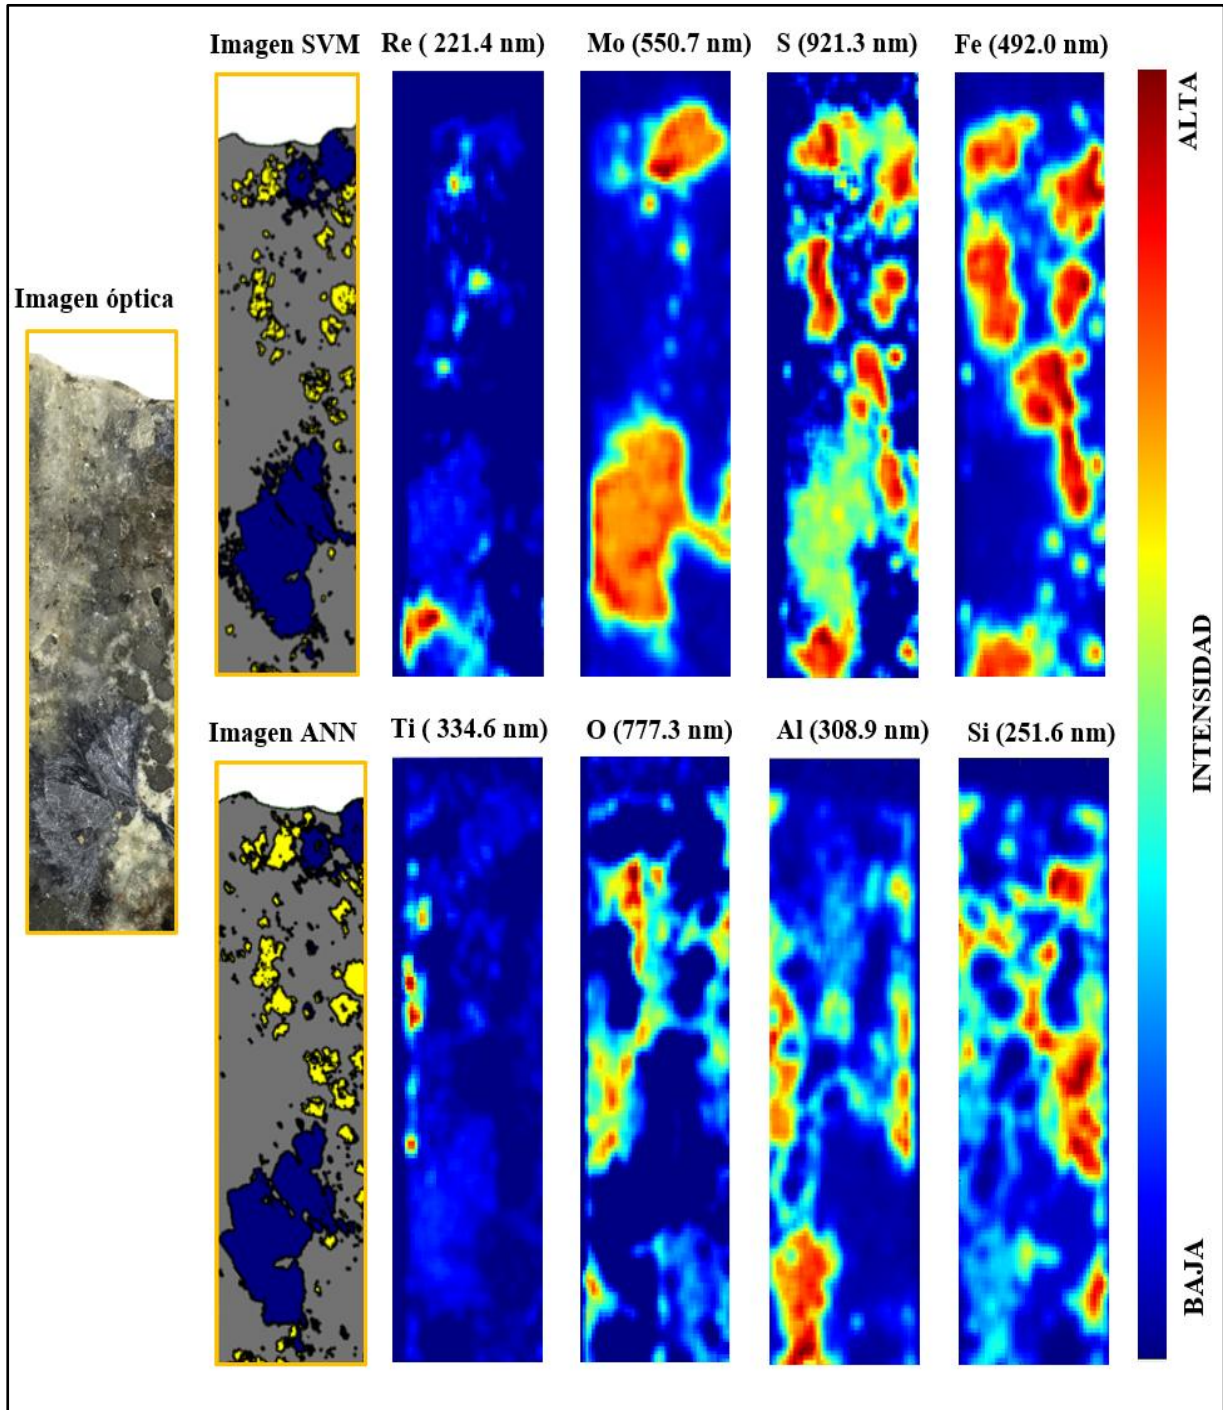 Imagen SVM
Re ( 221.4 nm)
Mo (550.7 nm)
S (921.3 nm)
Fe (492.0 nm)
ALTA
Imagen óptica
INTENSIDAD
Imagen ANN
Ti ( 334.6 nm)
O (777.3 nm)
Al (308.9 nm)
Si (251.6 nm)
BAJA